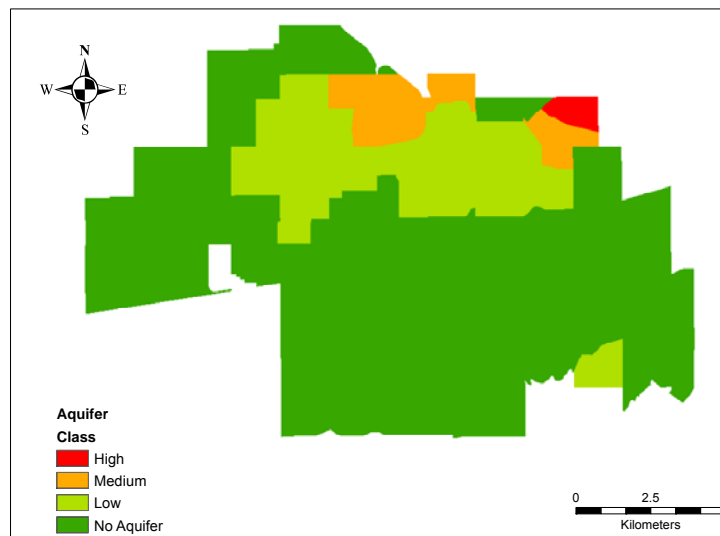 N
W E
S
Aquifer
Class
High
Medium
Low
No Aquifer
0 2.5
Kilometers